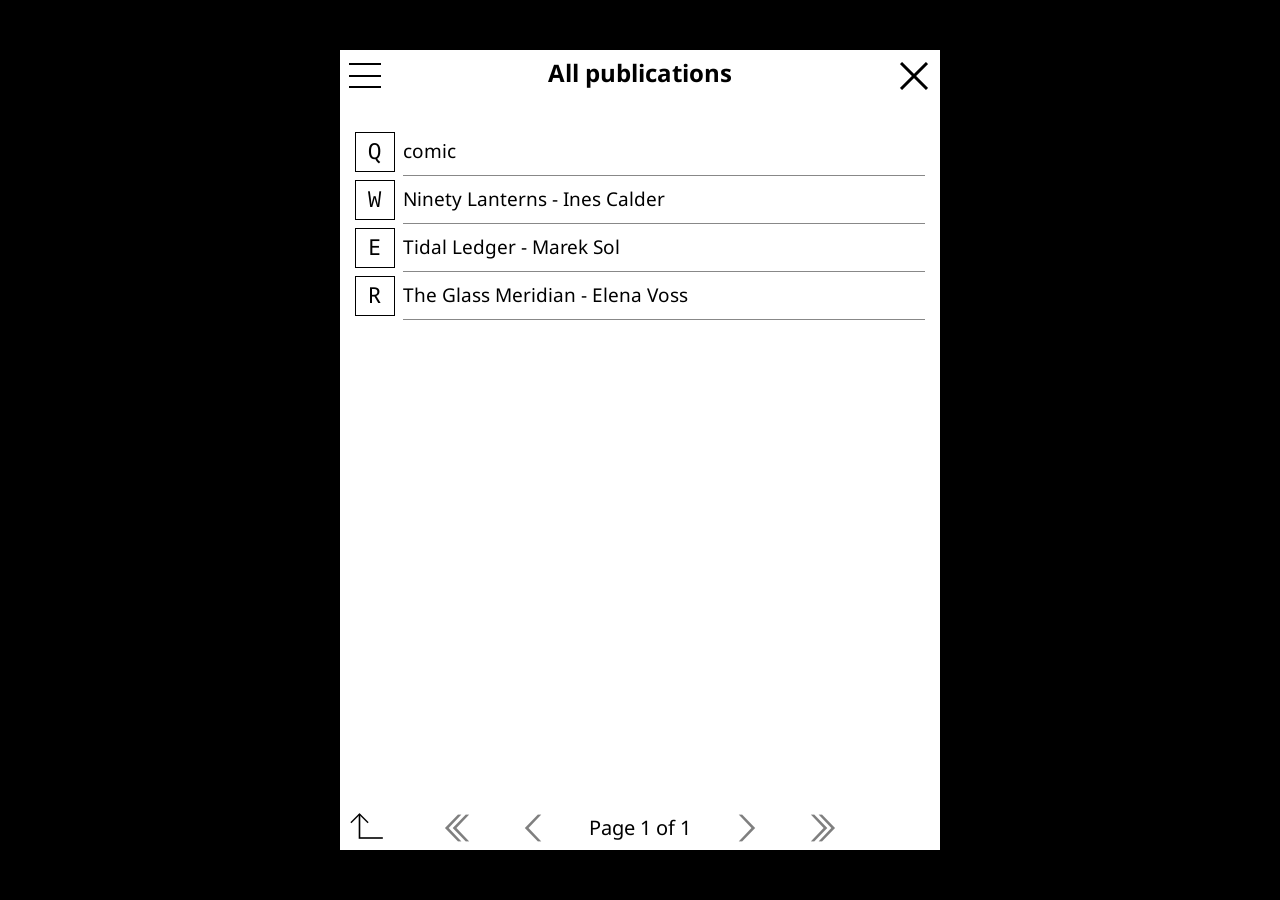 All publications
Q comic
W Ninety Lanterns - Ines Calder
E Tidal Ledger - Marek Sol
R The Glass Meridian - Elena Voss
Page 1 of 1